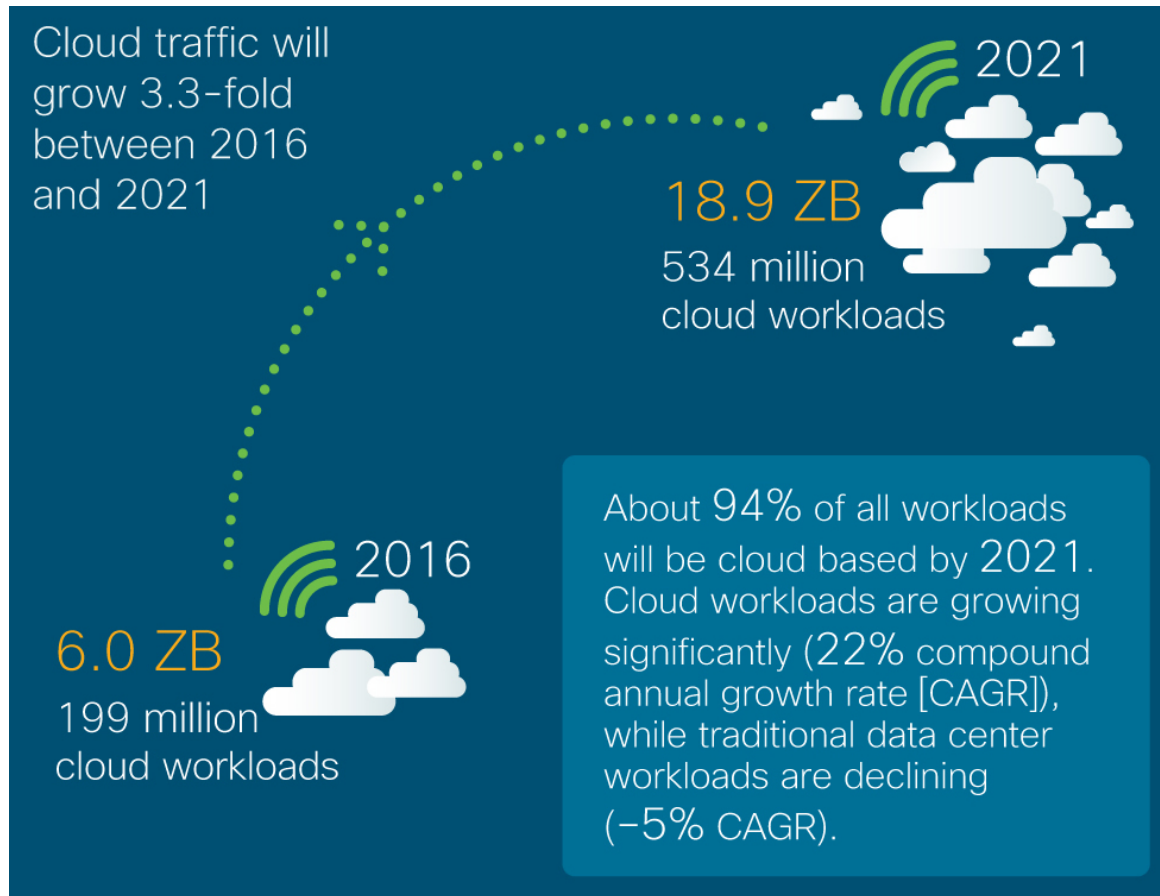 Cloud traffic will
grow 3.3-fold
between 2016
and 2021
2021
18.9 ZB
534 million
cloud workloads
2016
6.0 ZB
199 million
cloud workloads
About 94% of all workloads
will be cloud based by 2021.
Cloud workloads are growing
significantly (22% compound
annual growth rate [CAGR]),
while traditional data center
workloads are declining
(−5% CAGR).